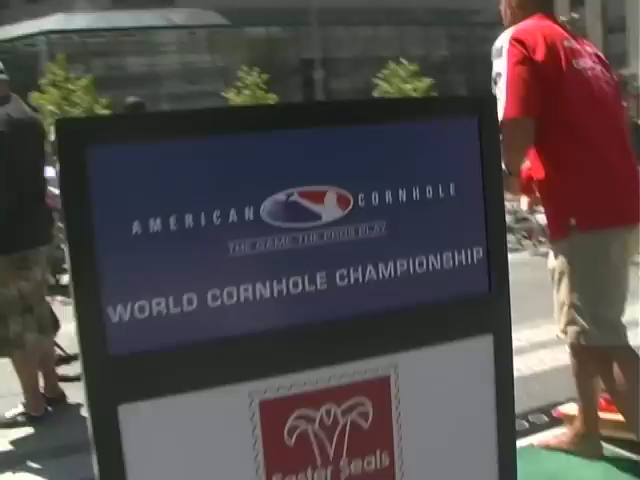 AMERICAN CORNHOLE
THE GAME THE PROS PLAY
WORLD CORNHOLE CHAMPIONSHIP
Easter Seals